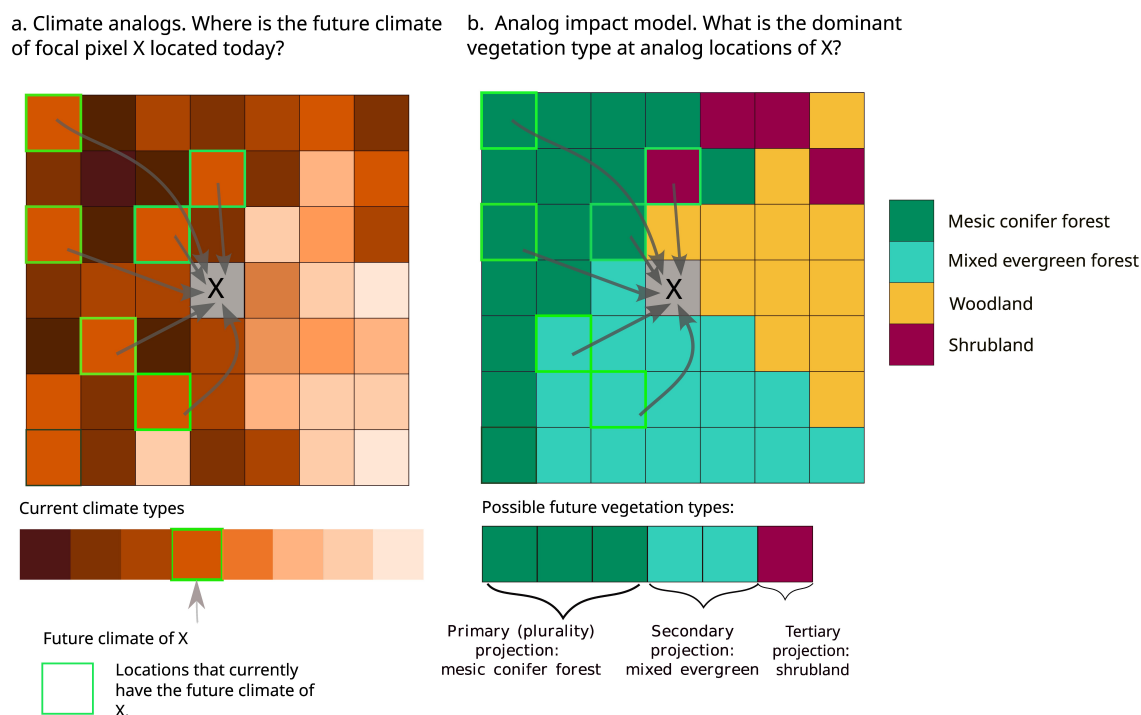 a. Climate analogs. Where is the future climate
of focal pixel X located today?
b. Analog impact model. What is the dominant
vegetation type at analog locations of X?
X
X
Mesic conifer forest
Mixed evergreen forest
Woodland
Shrubland
Current climate types
Future climate of X
Locations that currently
have the future climate of
X.
Possible future vegetation types:
Primary (plurality)
projection:
mesic conifer forest
Secondary
projection:
mixed evergreen
Tertiary
projection:
shrubland